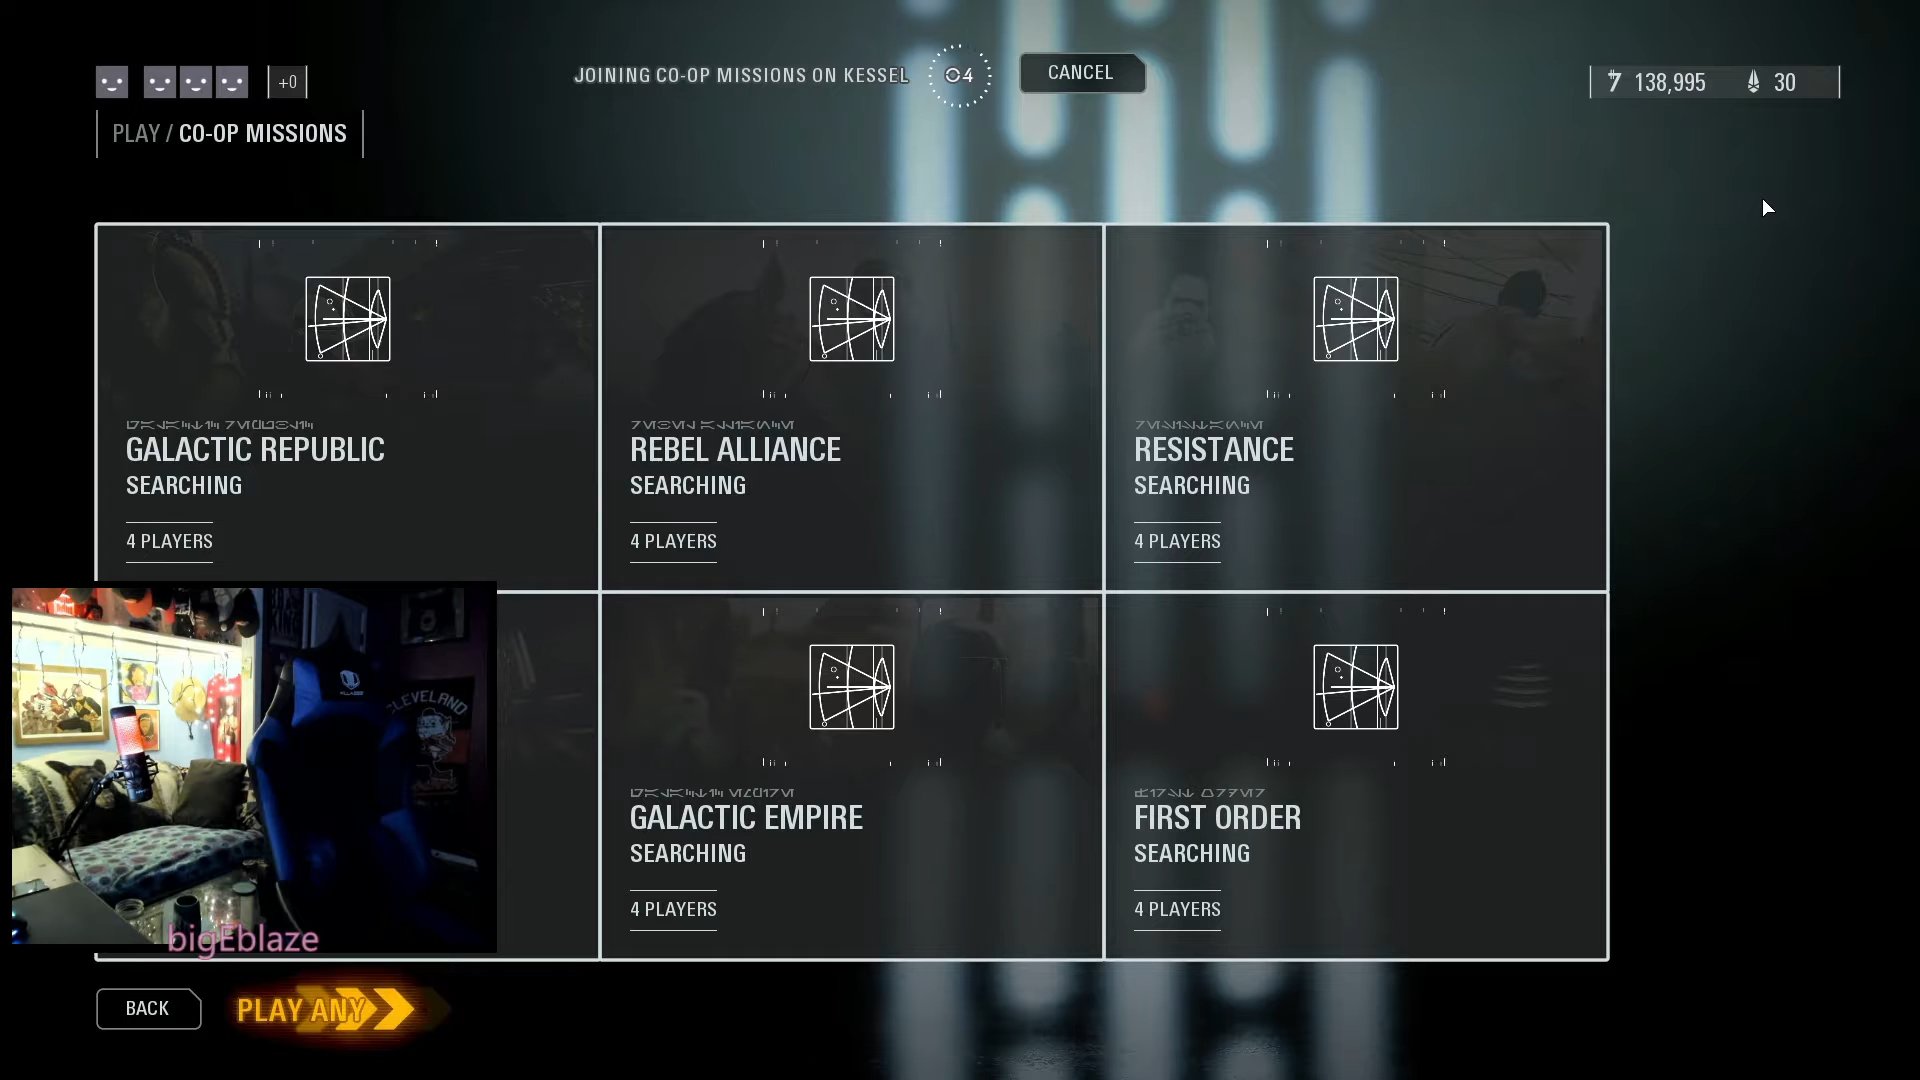 +0
JOINING CO-OP MISSIONS ON KESSEL
04
CANCEL
138,995
30
PLAY / CO-OP MISSIONS
GALACTIC REPUBLIC
SEARCHING
4 PLAYERS
REBEL ALLIANCE
SEARCHING
4 PLAYERS
RESISTANCE
SEARCHING
4 PLAYERS
CLEVELAND
bigEblaze
GALACTIC EMPIRE
SEARCHING
4 PLAYERS
FIRST ORDER
SEARCHING
4 PLAYERS
BACK
PLAY ANY